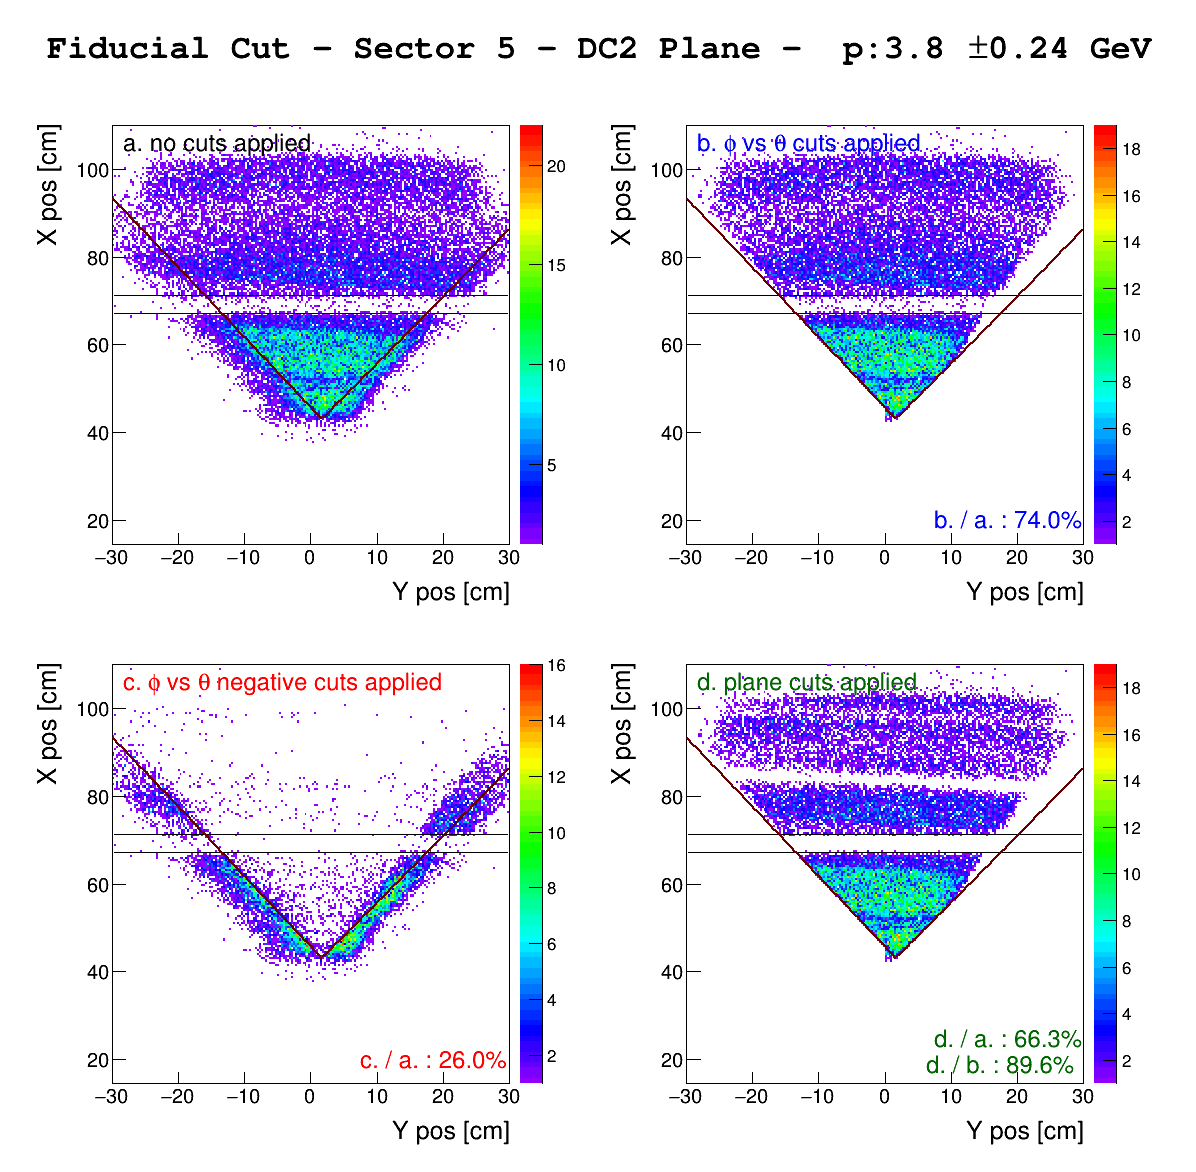 Fiducial Cut – Sector 5 – DC2 Plane – p:3.8 ±0.24 GeV
a. no cuts applied
X pos [cm]
100
80
60
40
20
−30 −20 −10 0 10 20 30
Y pos [cm]
20
15
10
5
b. ϕ vs θ cuts applied
X pos [cm]
100
80
60
40
20
b. / a. : 74.0%
−30 −20 −10 0 10 20 30
Y pos [cm]
18
16
14
12
10
8
6
4
2
c. ϕ vs θ negative cuts applied
X pos [cm]
100
80
60
40
20
c. / a. : 26.0%
−30 −20 −10 0 10 20 30
Y pos [cm]
16
14
12
10
8
6
4
2
d. plane cuts applied
X pos [cm]
100
80
60
40
20
d. / a. : 66.3%
d. / b. : 89.6%
−30 −20 −10 0 10 20 30
Y pos [cm]
18
16
14
12
10
8
6
4
2